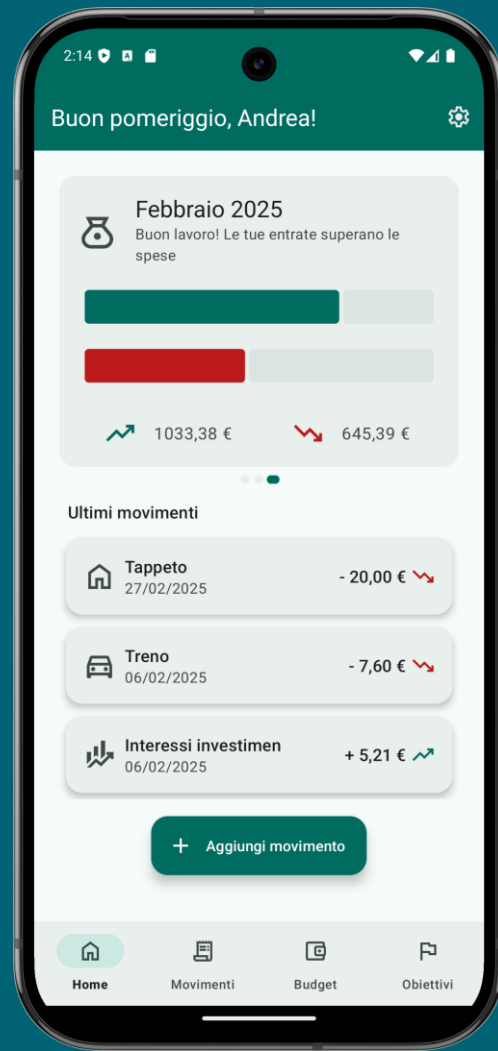 2:14
Buon pomeriggio, Andrea!
Febbraio 2025
Buon lavoro! Le tue entrate superano le
spese
1033,38 € 645,39 €
Ultimi movimenti
Tappeto
- 20,00 €
27/02/2025
Treno
- 7,60 €
06/02/2025
Interessi investimen
+ 5,21 €
06/02/2025
+ Aggiungi movimento
Home Movimenti Budget Obiettivi